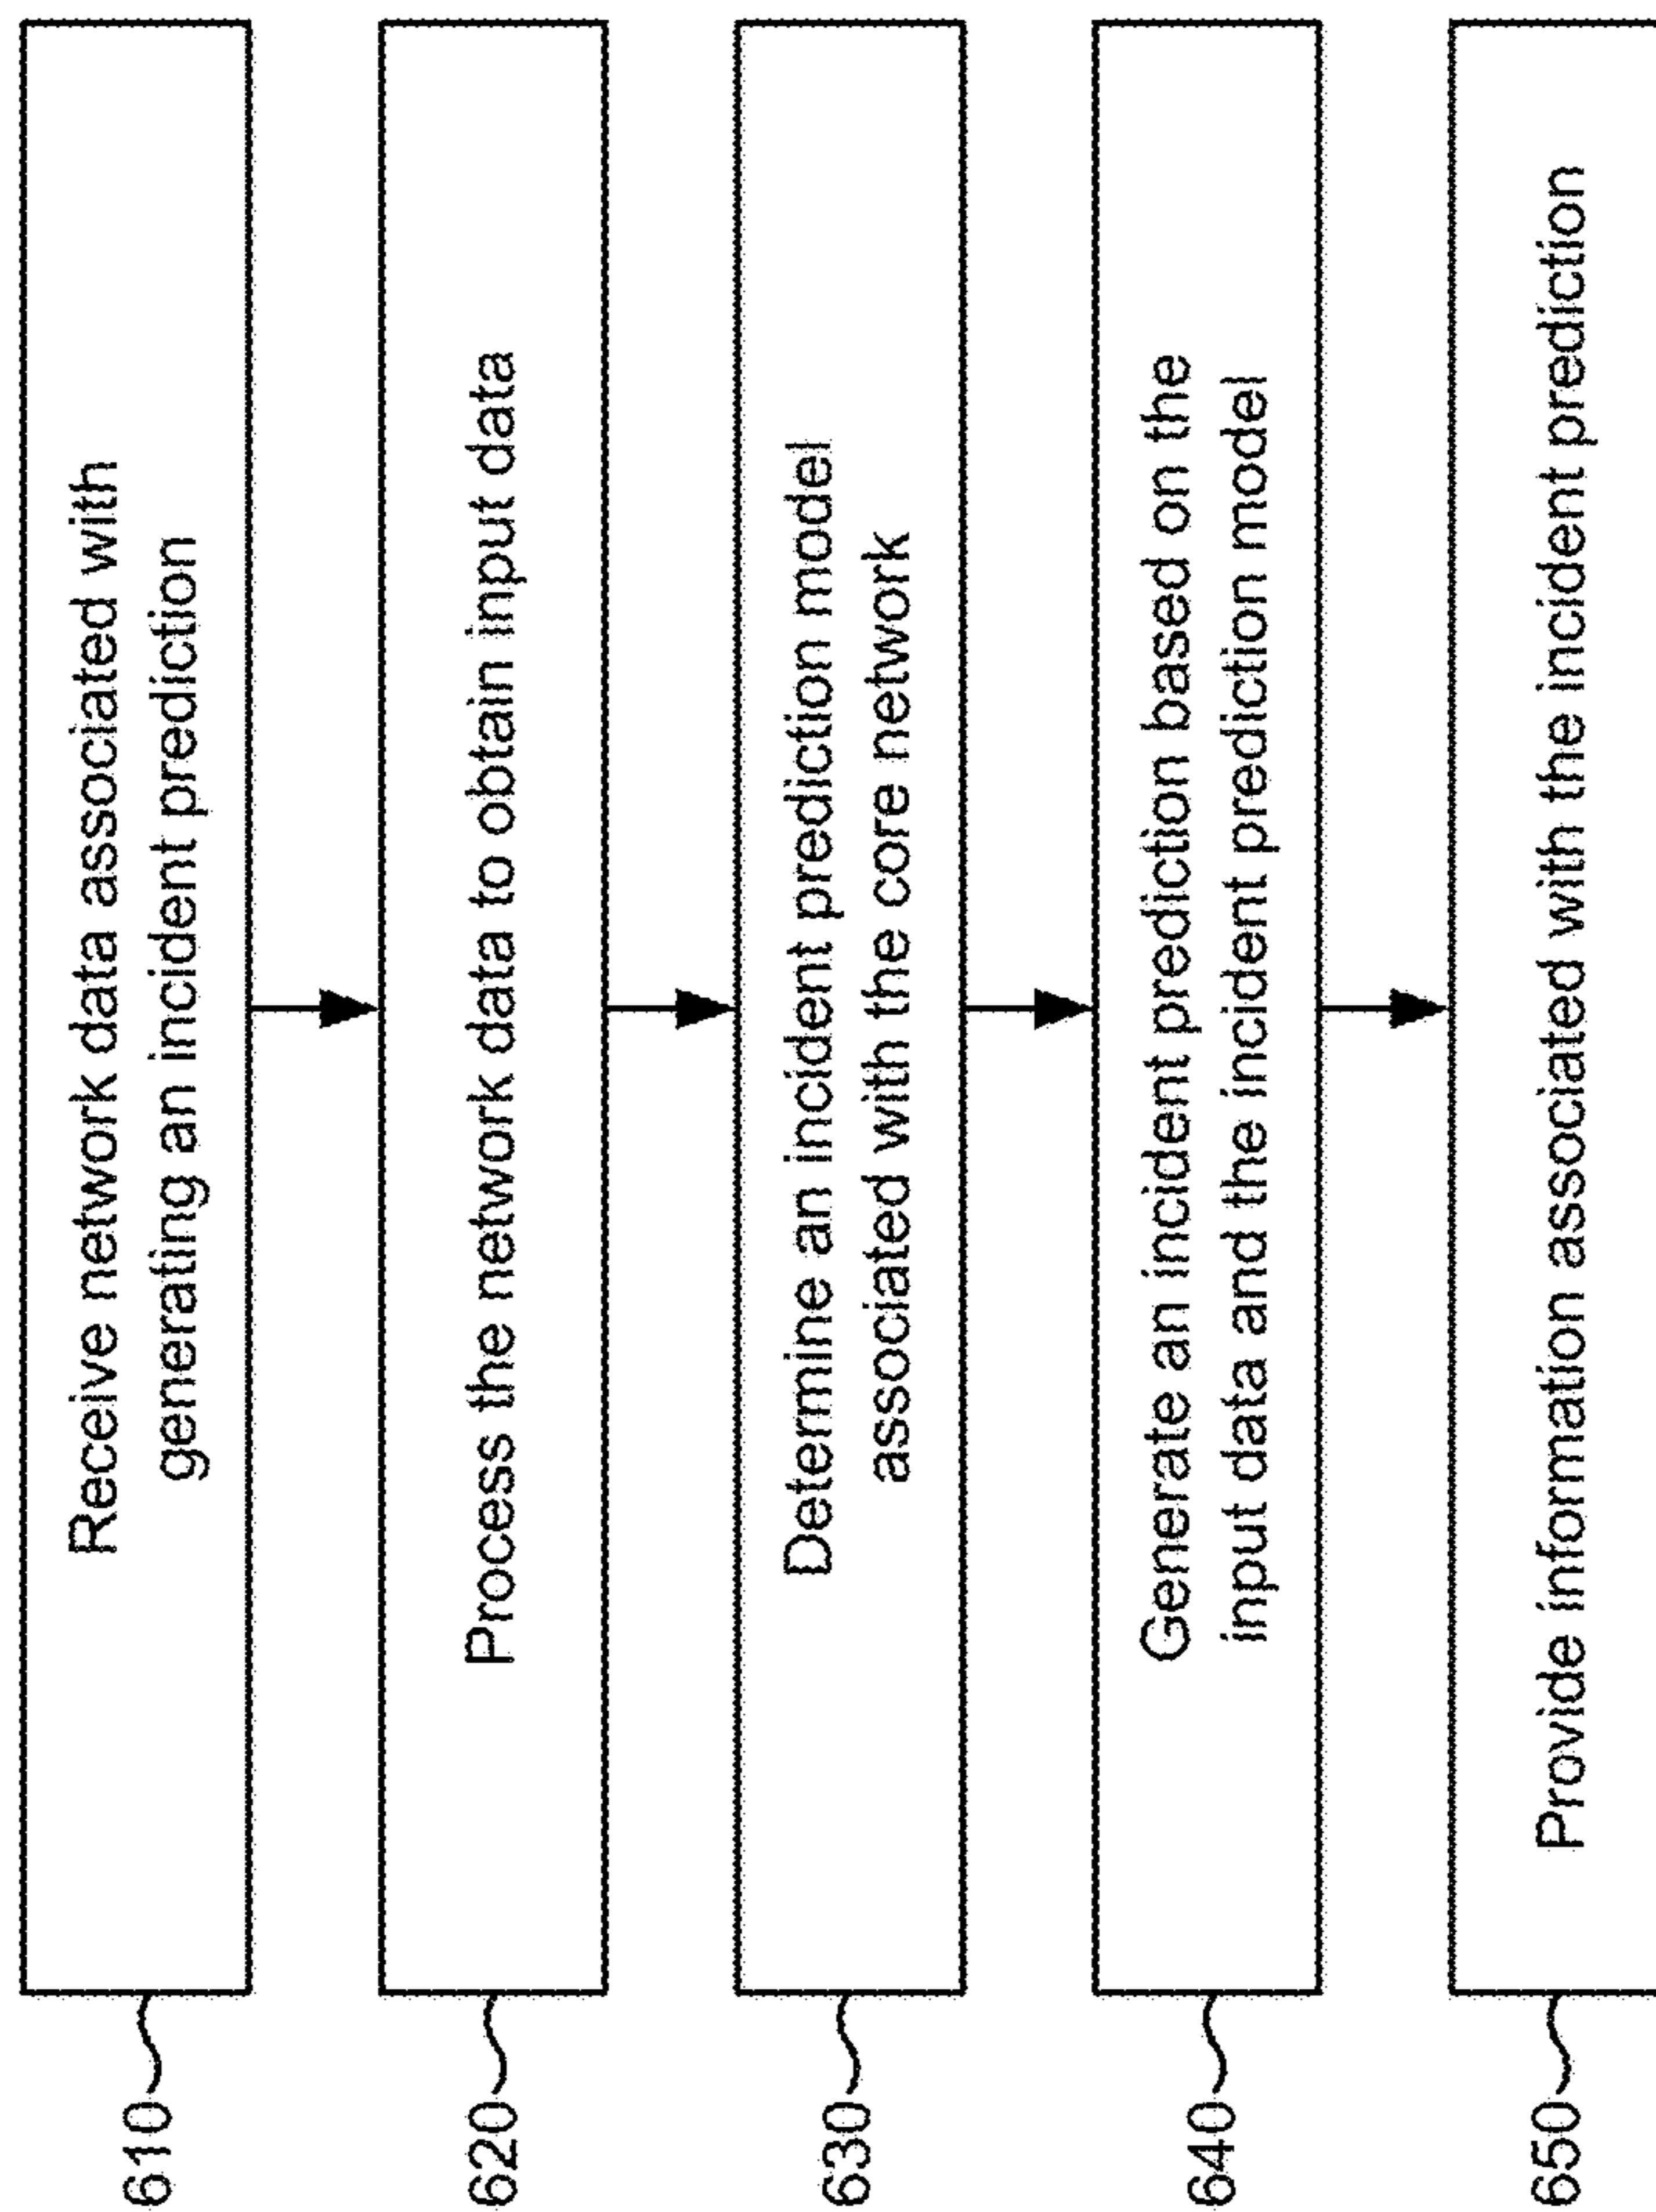 610
Receive network data associated with
generating an incident prediction
620
Process the network data to obtain input data
630
Determine an incident prediction model
associated with the core network
640
Generate an incident prediction based on the
input data and the incident prediction model
650
Provide information associated with the incident prediction